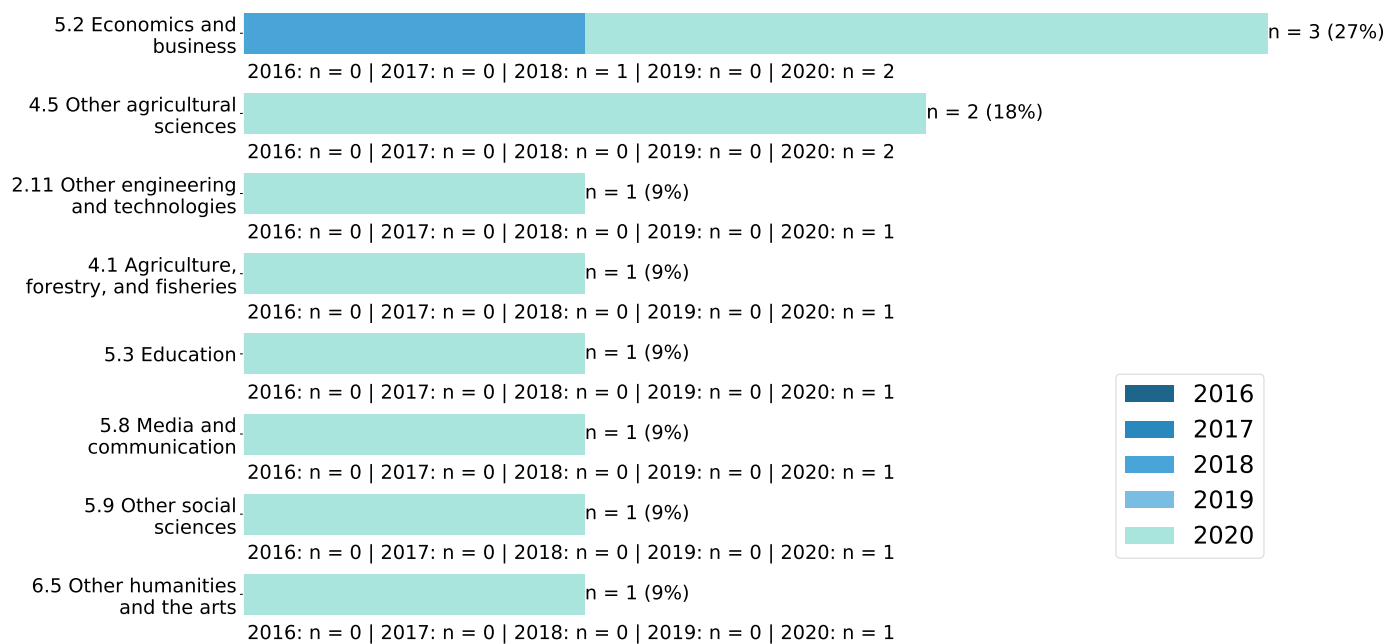 5.2 Economics and
business
n = 3 (27%)
2016: n = 0 | 2017: n = 0 | 2018: n = 1 | 2019: n = 0 | 2020: n = 2
4.5 Other agricultural
sciences
n = 2 (18%)
2016: n = 0 | 2017: n = 0 | 2018: n = 0 | 2019: n = 0 | 2020: n = 2
2.11 Other engineering
and technologies
n = 1 (9%)
2016: n = 0 | 2017: n = 0 | 2018: n = 0 | 2019: n = 0 | 2020: n = 1
4.1 Agriculture,
forestry, and fisheries
n = 1 (9%)
2016: n = 0 | 2017: n = 0 | 2018: n = 0 | 2019: n = 0 | 2020: n = 1
5.3 Education
n = 1 (9%)
2016: n = 0 | 2017: n = 0 | 2018: n = 0 | 2019: n = 0 | 2020: n = 1
5.8 Media and
communication
n = 1 (9%)
2016: n = 0 | 2017: n = 0 | 2018: n = 0 | 2019: n = 0 | 2020: n = 1
5.9 Other social
sciences
n = 1 (9%)
2016: n = 0 | 2017: n = 0 | 2018: n = 0 | 2019: n = 0 | 2020: n = 1
6.5 Other humanities
and the arts
n = 1 (9%)
2016: n = 0 | 2017: n = 0 | 2018: n = 0 | 2019: n = 0 | 2020: n = 1
2016
2017
2018
2019
2020